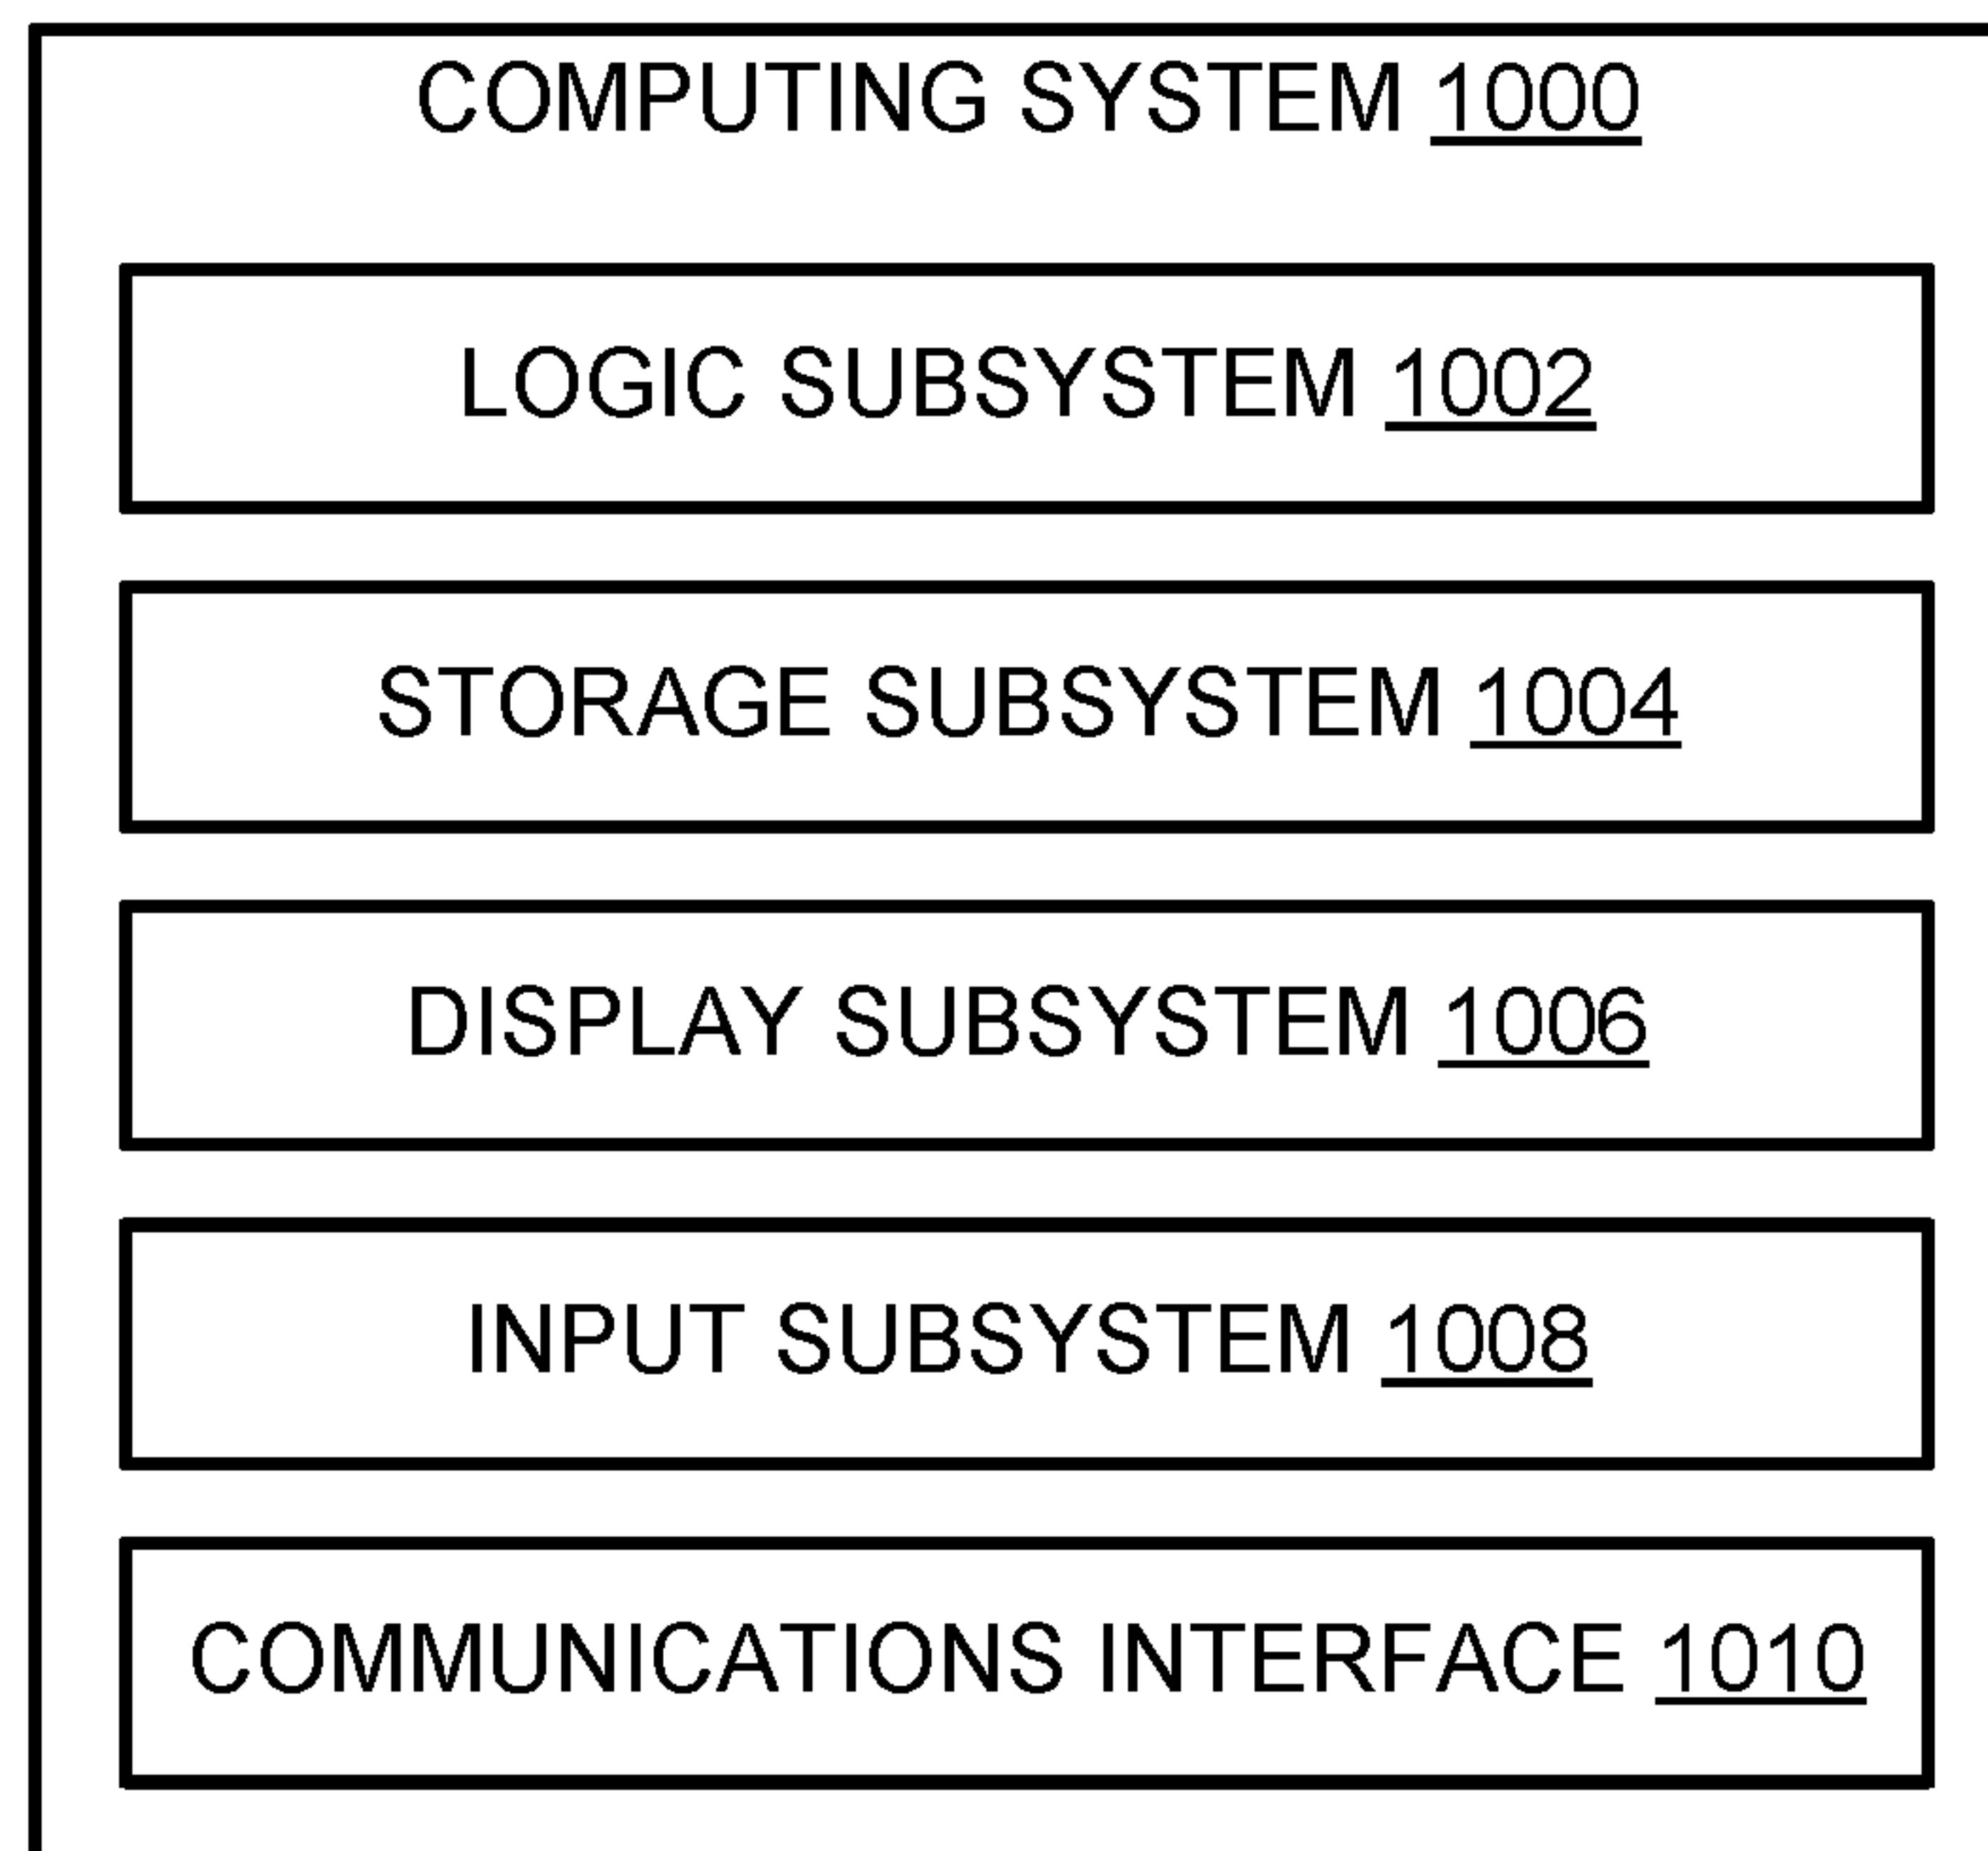 COMPUTING SYSTEM 1000
LOGIC SUBSYSTEM 1002
STORAGE SUBSYSTEM 1004
DISPLAY SUBSYSTEM 1006
INPUT SUBSYSTEM 1008
COMMUNICATIONS INTERFACE 1010